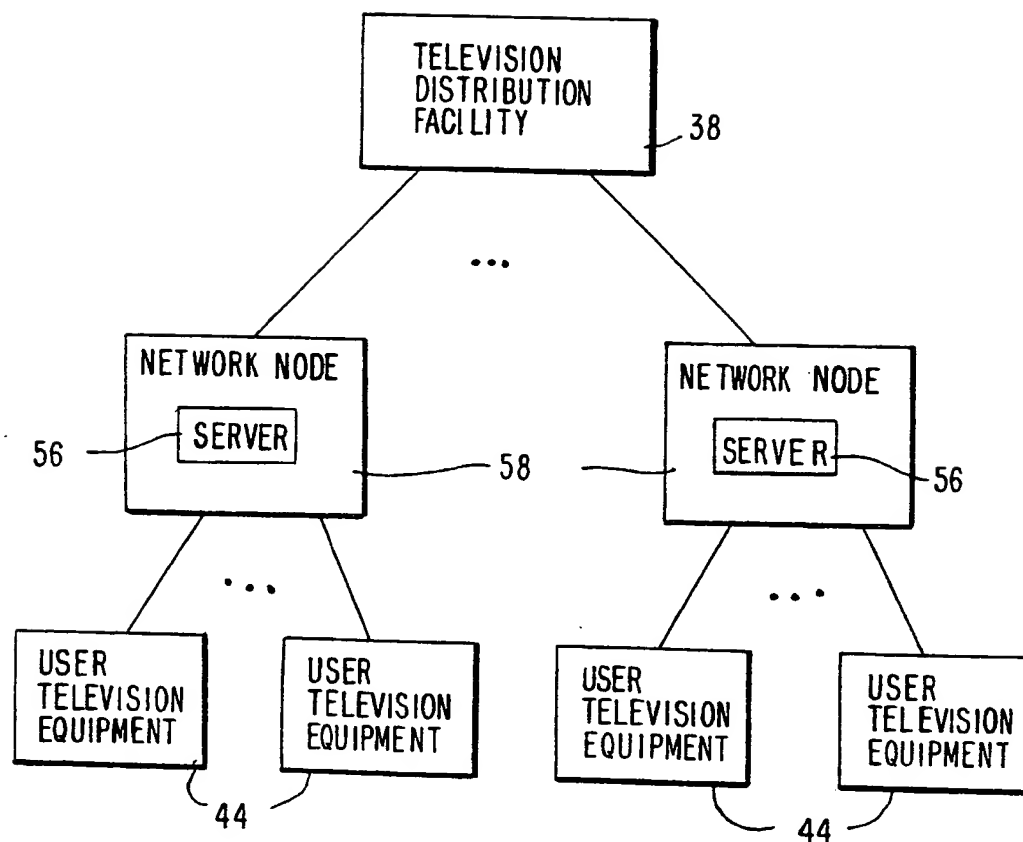 TELEVISION
DISTRIBUTION
FACILITY
38
...
NETWORK NODE
SERVER
56
58
NETWORK NODE
SERVER
56
...
...
USER
TELEVISION
EQUIPMENT
USER
TELEVISION
EQUIPMENT
USER
TELEVISION
EQUIPMENT
USER
TELEVISION
EQUIPMENT
44
44